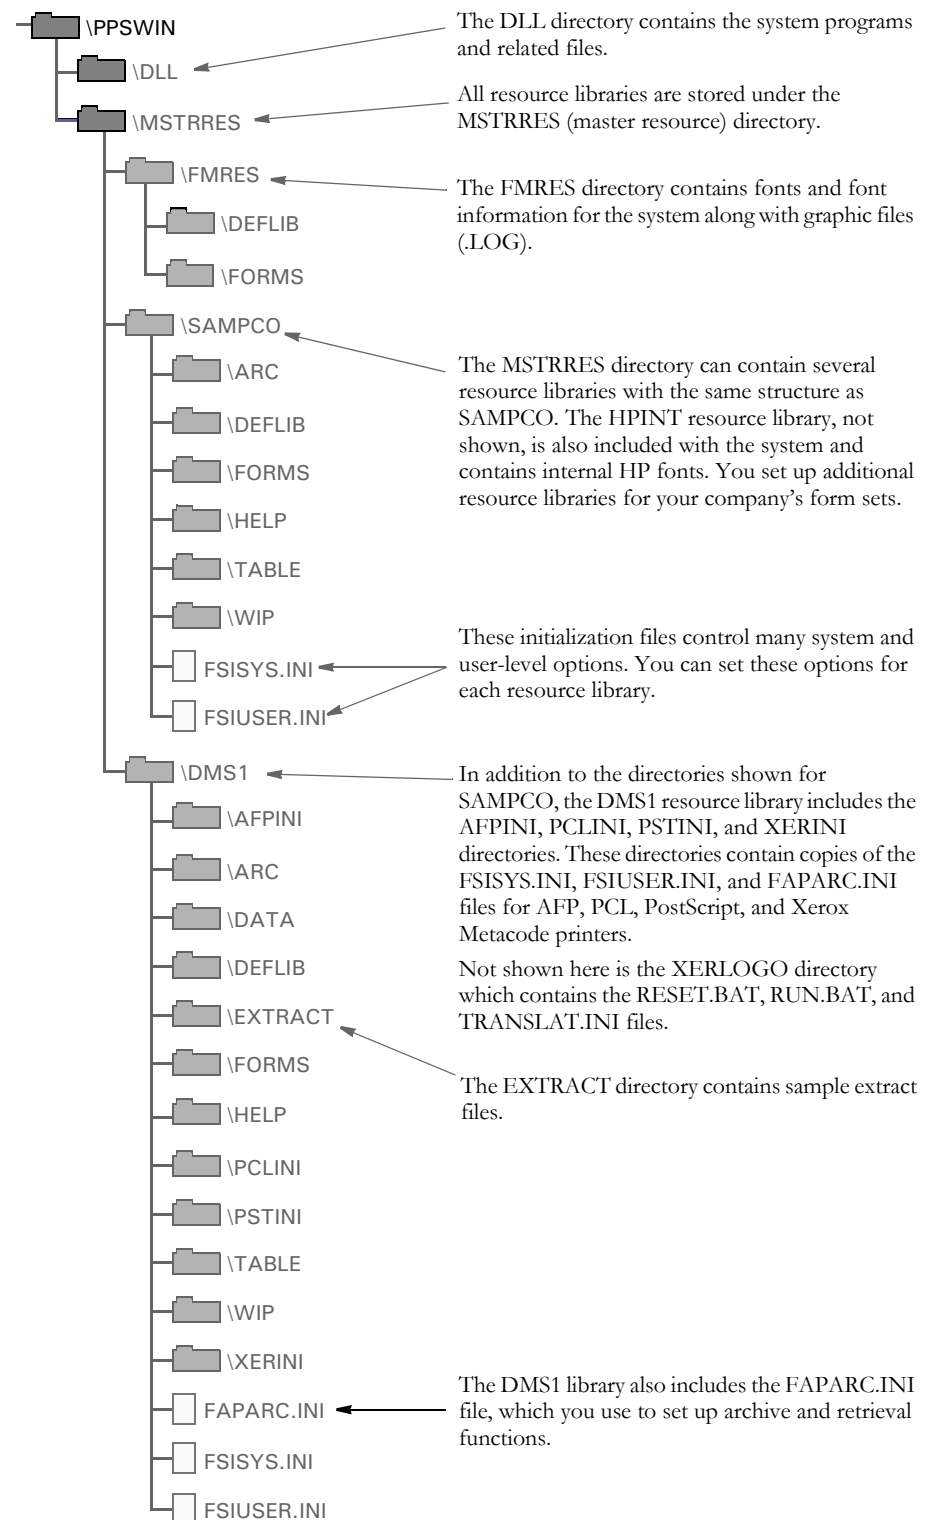 \PPSWIN
The DLL directory contains the system programs
and related files.
\DLL
All resource libraries are stored under the
MSTRRES (master resource) directory.
\MSTRRES
\FMRES
The FMRES directory contains fonts and font
information for the system along with graphic files
(.LOG).
\DEFLIB
\FORMS
\SAMPCO
The MSTRRES directory can contain several
resource libraries with the same structure as
SAMPCO. The HPINT resource library, not
shown, is also included with the system and
contains internal HP fonts. You set up additional
resource libraries for your company’s form sets.
\ARC
\DEFLIB
\FORMS
\HELP
\TABLE
\WIP
These initialization files control many system and
user-level options. You can set these options for
each resource library.
FSISYS.INI
FSIUSER.INI
\DMS1
In addition to the directories shown for
SAMPCO, the DMS1 resource library includes the
AFPINI, PCLINI, PSTINI, and XERINI
directories. These directories contain copies of the
FSISYS.INI, FSIUSER.INI, and FAPARC.INI
files for AFP, PCL, PostScript, and Xerox
Metacode printers.
Not shown here is the XERLOGO directory
which contains the RESET.BAT, RUN.BAT, and
TRANSLAT.INI files.
\AFPINI
\ARC
\DATA
\DEFLIB
\EXTRACT
The EXTRACT directory contains sample extract
files.
\FORMS
\HELP
\PCLINI
\PSTINI
\TABLE
\WIP
\XERINI
The DMS1 library also includes the FAPARC.INI
file, which you use to set up archive and retrieval
functions.
FAPARC.INI
FSISYS.INI
FSIUSER.INI